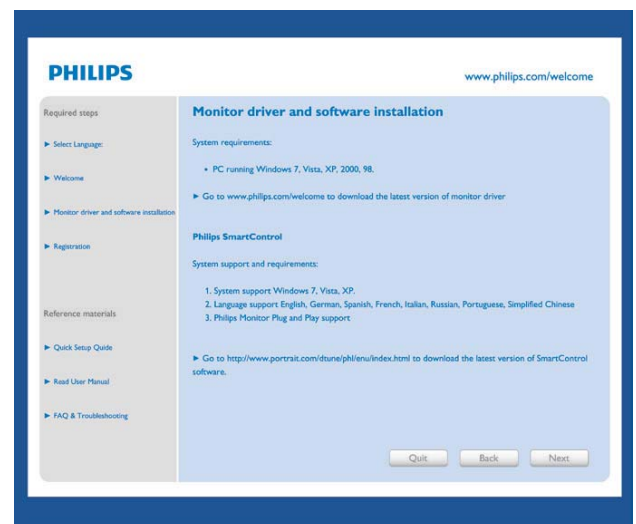 PHILIPS
www.philips.com/welcome
Required steps
► Select Language:
► Welcome
► Monitor driver and software installation
► Registration
Reference materials
► Quick Setup Quide
► Read User Manual
► FAQ & Troubleshooting
Monitor driver and software installation
System requirements:
• PC running Windows 7, Vista, XP, 2000, 98.
► Go to www.philips.com/welcome to download the latest version of monitor driver
Philips SmartControl
System support and requirements:
1. System support Windows 7, Vista, XP.
2. Language support English, German, Spanish, French, Italian, Russian, Portuguese, Simplified Chinese
3. Philips Monitor Plug and Play support
► Go to http://www.portrait.com/dtune/phl/enu/index.html to download the latest version of SmartControl
software.
Quit
Back
Next